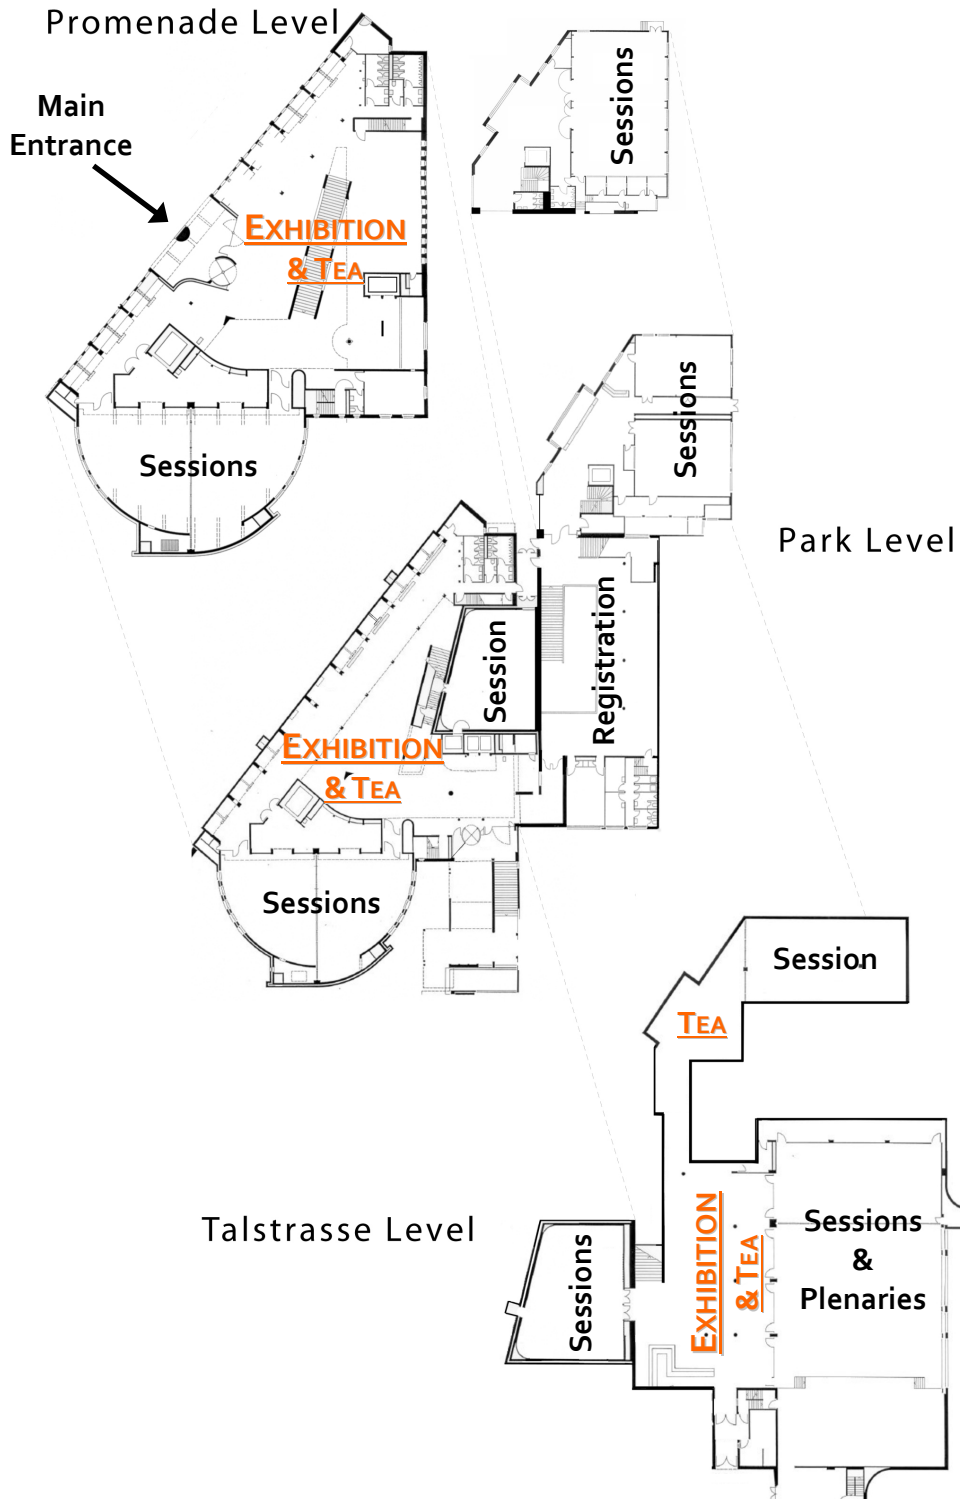 Promenade Level
Main
Entrance
EXHIBITION
& TEA
Sessions
Sessions
Sessions
Park Level
Session
Registration
EXHIBITION
& TEA
Sessions
Session
TEA
Talstrasse Level
Sessions
EXHIBITION
& TEA
Sessions
&
Plenaries